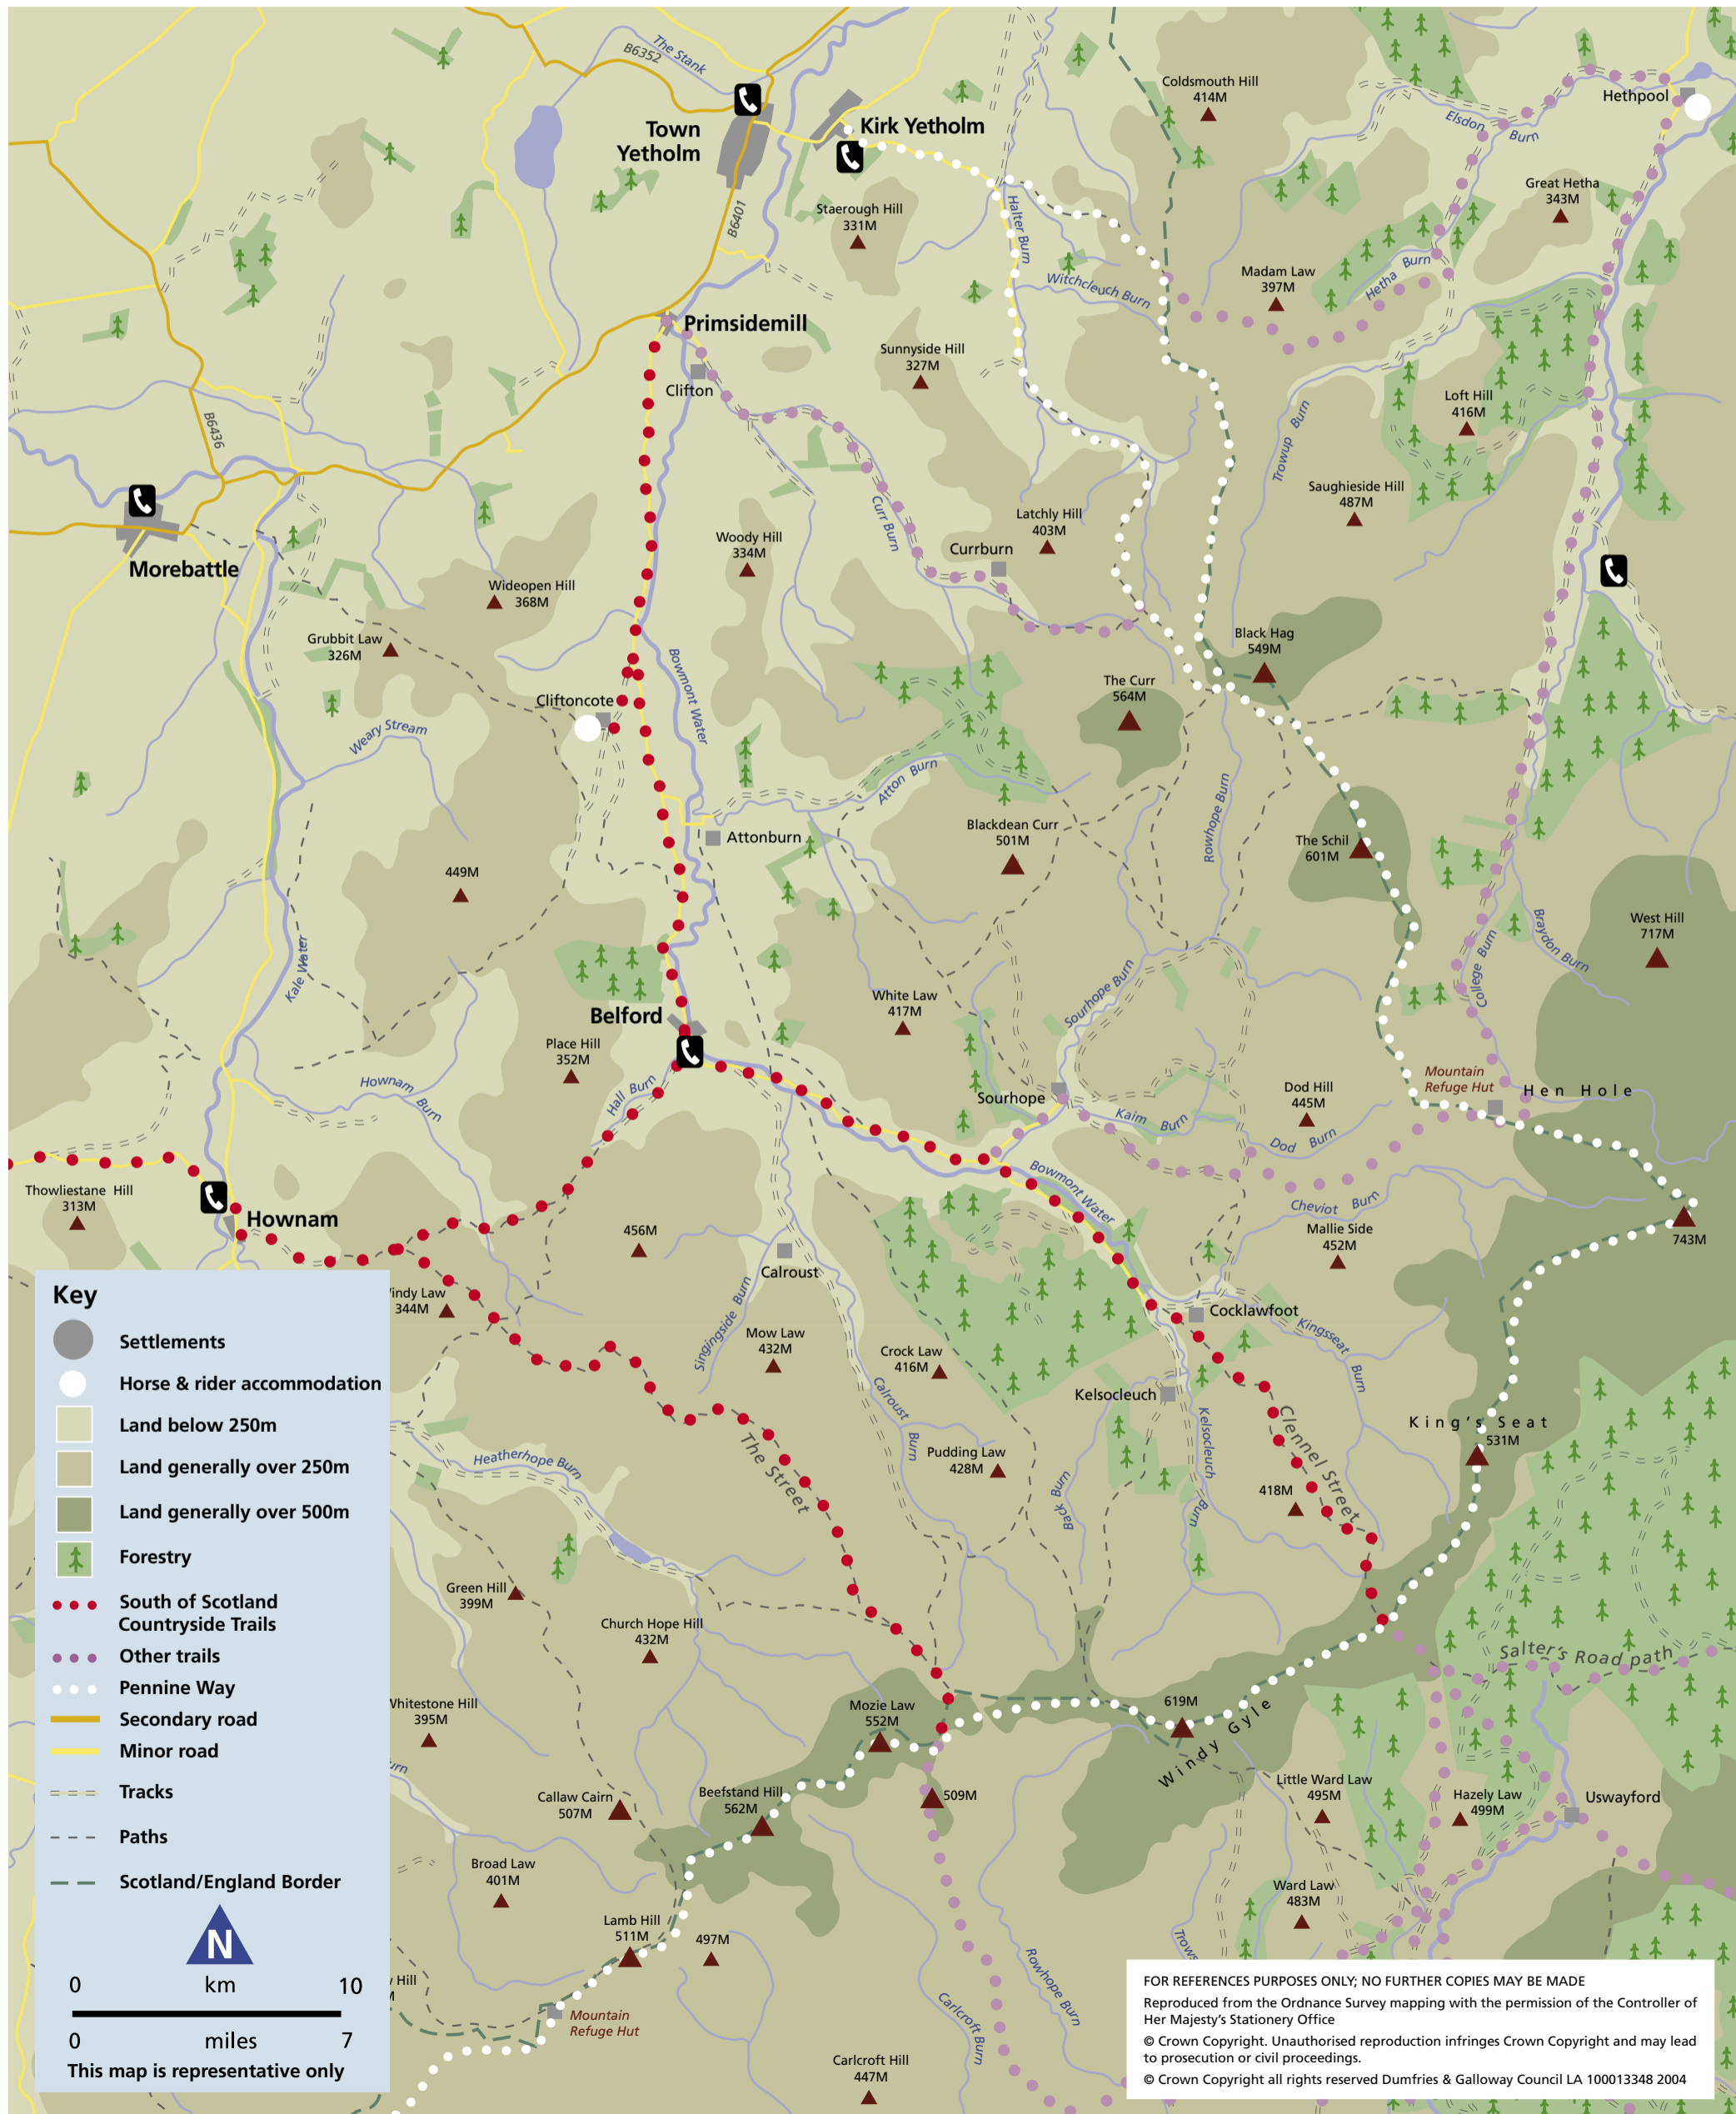 The Stank
B6352
Coldsmouth Hill
414M
Hethpool
Elsdon
Burn
Town
Yetholm
Kirk Yetholm
Great Hetha
343M
B6401
Staerough Hill
331M
Halter Burn
Witchcleuch Burn
Madam Law
397M
Hetha Burn
Primsidemill
Sunnyside Hill
327M
Clifton
Loft Hill
416M
B6436
Trowup Burn
Saughieside Hill
487M
Curr Burn
Latchly Hill
403M
Woody Hill
334M
Currburn
Morebattle
Wideopen Hill
368M
Grubbit Law
326M
Black Hag
549M
Bowmont Water
The Curr
564M
Cliftoncote
Weary Stream
Atton Burn
Rowhope Burn
Attonburn
Blackdean Curr
501M
The Schil
601M
449M
West Hill
717M
Braydon Burn
College Burn
Kale Water
Sourhope Burn
White Law
417M
Belford
Place Hill
352M
Mountain
Refuge Hut
Hen Hole
Hownam
Burn
Hall Burn
Sourhope
Dod Hill
445M
Kaim Burn
Dod Burn
Bowmont Water
Thowliestane Hill
313M
Cheviot Burn
Hownam
456M
Mallie Side
452M
743M
Calroust
Key
indy Law
344M
Singingside Burn
Cocklawfoot
Kingsseat
Burn
Settlements
Mow Law
432M
Crock Law
416M
Horse & rider accommodation
Calroust
Burn
Kelsocleuch
Land below 250m
The Street
Kelsocleuch
Burn
Clennel Street
King's Seat
531M
Heatherhope Burn
Pudding Law
428M
Land generally over 250m
Back Burn
418M
Land generally over 500m
Forestry
Green Hill
399M
South of Scotland
Countryside Trails
Church Hope Hill
432M
Salter's Road path
Other trails
Pennine Way
Whitestone Hill
395M
Mozie Law
552M
619M
Windy Gyle
Secondary road
Minor road
urn
Tracks
Callaw Cairn
507M
Beefstand Hill
562M
509M
Little Ward Law
495M
Hazely Law
499M
Uswayford
Paths
Broad Law
401M
Ward Law
483M
Scotland/England Border
Lamb Hill
511M
497M
Trows
N
0 km 10
Hill
M
Rowhope Burn
Carlcroft Burn
Mountain
Refuge Hut
0 miles 7
This map is representative only
Carlcroft Hill
447M
FOR REFERENCES PURPOSES ONLY; NO FURTHER COPIES MAY BE MADE
Reproduced from the Ordnance Survey mapping with the permission of the Controller of
Her Majesty's Stationery Office
© Crown Copyright. Unauthorised reproduction infringes Crown Copyright and may lead
to prosecution or civil proceedings.
© Crown Copyright all rights reserved Dumfries & Galloway Council LA 100013348 2004